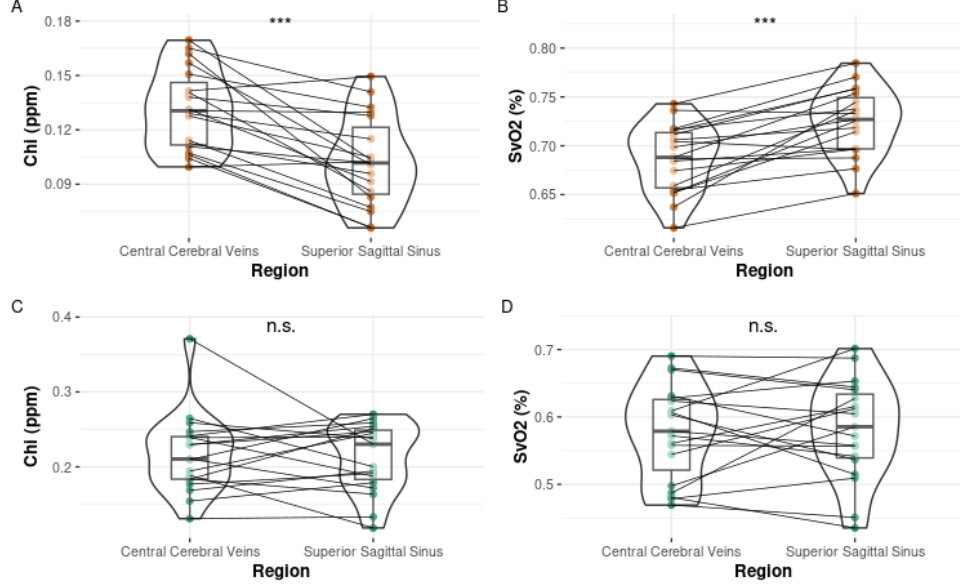 A
***
0.18
0.15
0.12
0.09
Chi (ppm)
Central Cerebral Veins Superior Sagittal Sinus
Region
B
***
0.80
0.75
0.70
0.65
SvO2 (%)
Central Cerebral Veins Superior Sagittal Sinus
Region
C
n.s.
0.4
0.3
0.2
Chi (ppm)
Central Cerebral Veins Superior Sagittal Sinus
Region
D
n.s.
0.7
0.6
0.5
SvO2 (%)
Central Cerebral Veins Superior Sagittal Sinus
Region